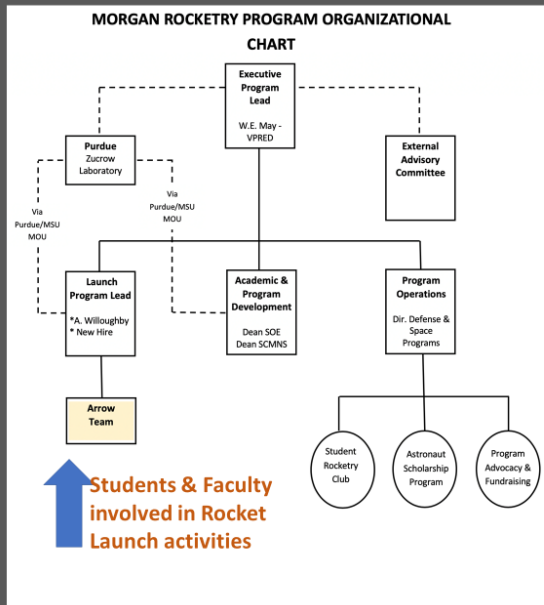 MORGAN ROCKETRY PROGRAM ORGANIZATIONAL
CHART
Executive
Program
Lead
W.E. May -
VPRED
Purdue
Zucrow
Laboratory
External
Advisory
Committee
Via
Purdue/MSU
MOU
Via
Purdue/MSU
MOU
Launch
Program Lead
*A. Willoughby
* New Hire
Academic &
Program
Development
Dean SOE
Dean SCMNS
Program
Operations
Dir. Defense &
Space
Programs
Arrow
Team
Student
Rocketry
Club
Astronaut
Scholarship
Program
Program
Advocacy &
Fundraising
Students & Faculty
involved in Rocket
Launch activities